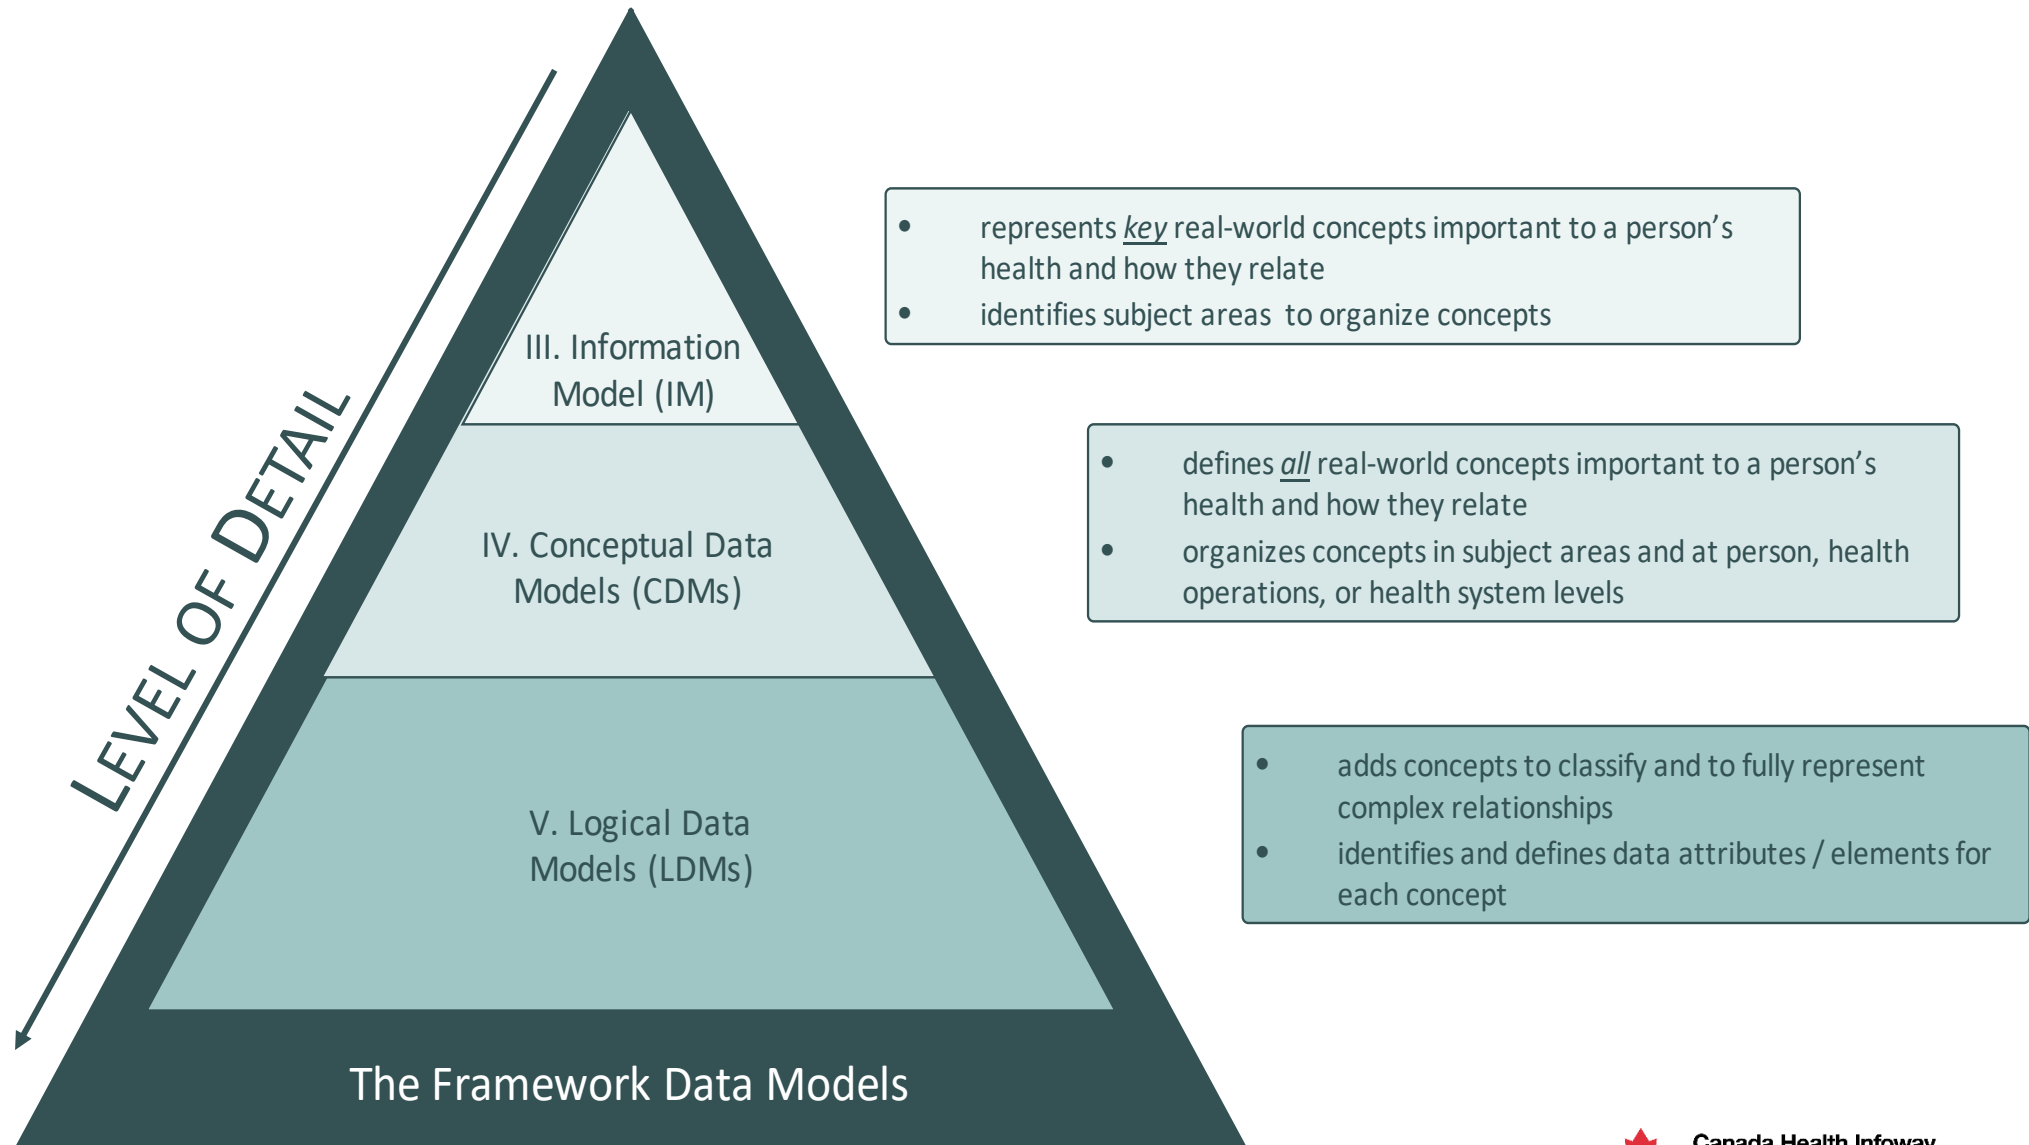 LEVEL OF DETAIL
III. Information
Model (IM)
• represents key real-world concepts important to a person’s
health and how they relate
• identifies subject areas to organize concepts
IV. Conceptual Data
Models (CDMs)
• defines all real-world concepts important to a person’s
health and how they relate
• organizes concepts in subject areas and at person, health
operations, or health system levels
V. Logical Data
Models (LDMs)
• adds concepts to classify and to fully represent
complex relationships
• identifies and defines data attributes / elements for
each concept
The Framework Data Models
Canada Health Infoway